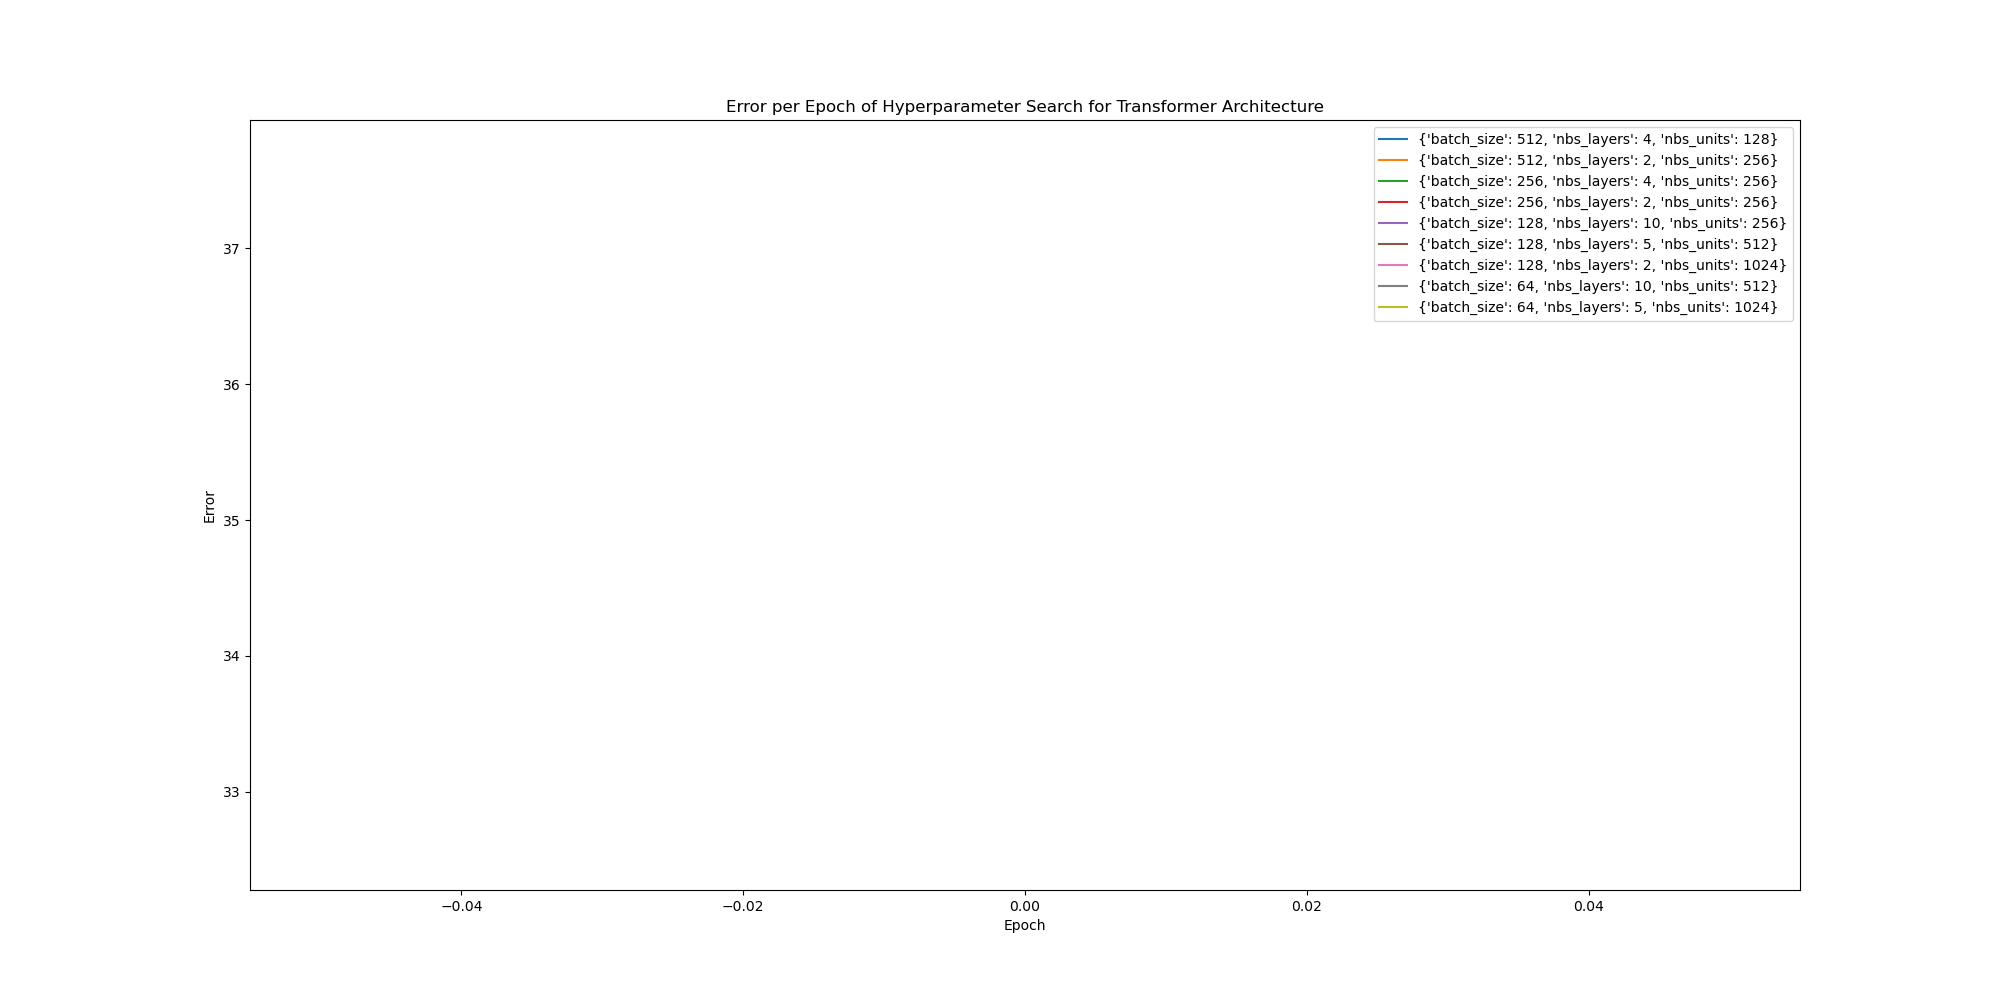 Error per Epoch of Hyperparameter Search for Transformer Architecture
{'batch_size': 512, 'nbs_layers': 4, 'nbs_units': 128}
{'batch_size': 512, 'nbs_layers': 2, 'nbs_units': 256}
{'batch_size': 256, 'nbs_layers': 4, 'nbs_units': 256}
{'batch_size': 256, 'nbs_layers': 2, 'nbs_units': 256}
{'batch_size': 128, 'nbs_layers': 10, 'nbs_units': 256}
{'batch_size': 128, 'nbs_layers': 5, 'nbs_units': 512}
{'batch_size': 128, 'nbs_layers': 2, 'nbs_units': 1024}
{'batch_size': 64, 'nbs_layers': 10, 'nbs_units': 512}
{'batch_size': 64, 'nbs_layers': 5, 'nbs_units': 1024}
37
36
35
34
33
Error
−0.04 −0.02 0.00 0.02 0.04
Epoch